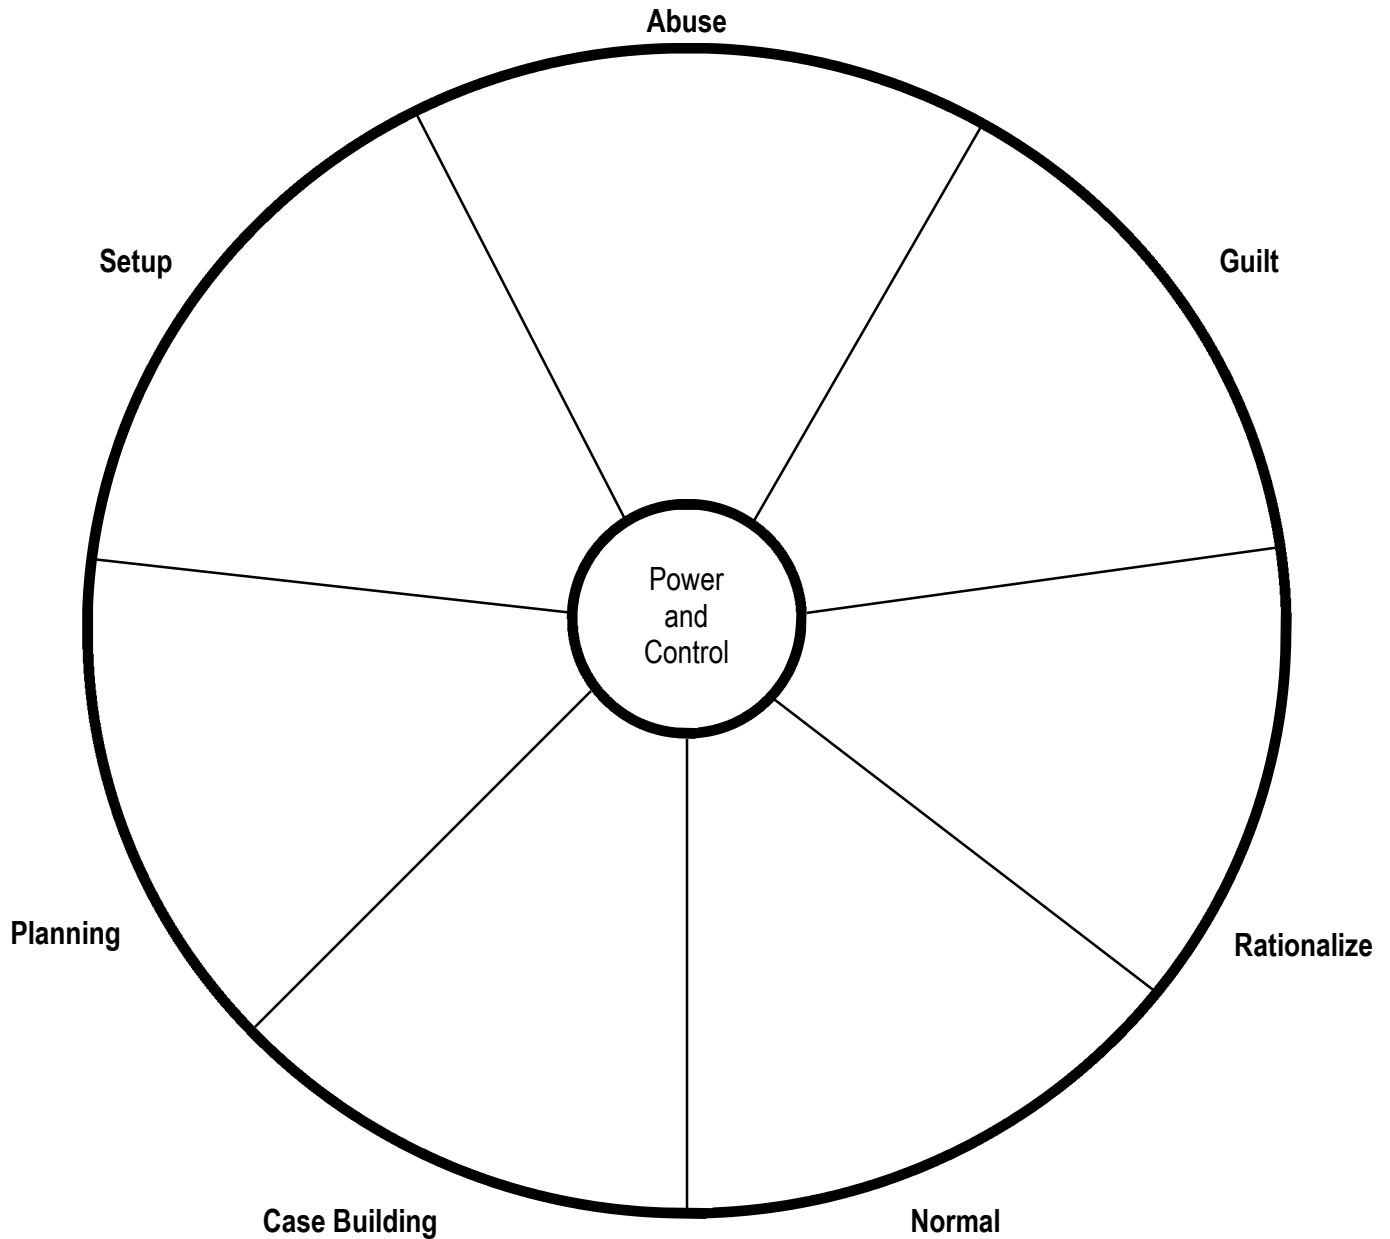 Abuse
Setup
Guilt
Power
and
Control
Planning
Rationalize
Case Building
Normal